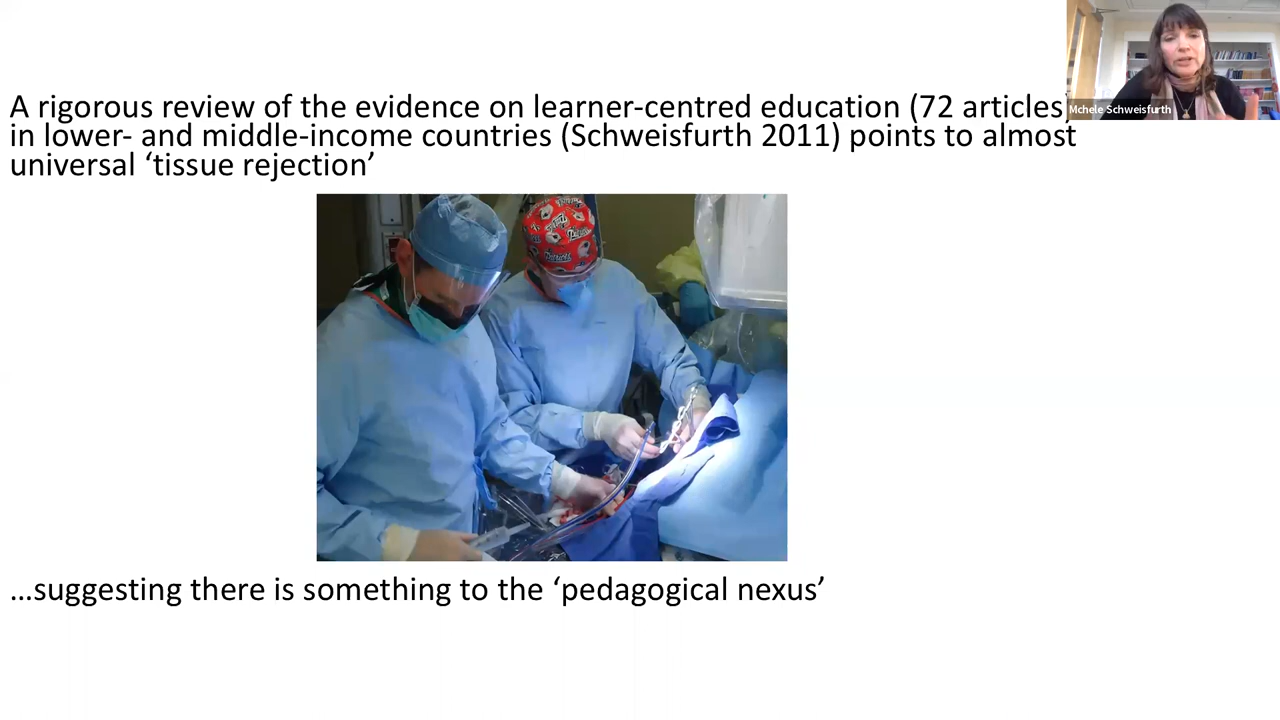 A rigorous review of the evidence on learner-centred education (72 articles)
in lower- and middle-income countries (Schweisfurth 2011) points to almost
universal ‘tissue rejection’
Mchele Schweisfurth
…suggesting there is something to the ‘pedagogical nexus’